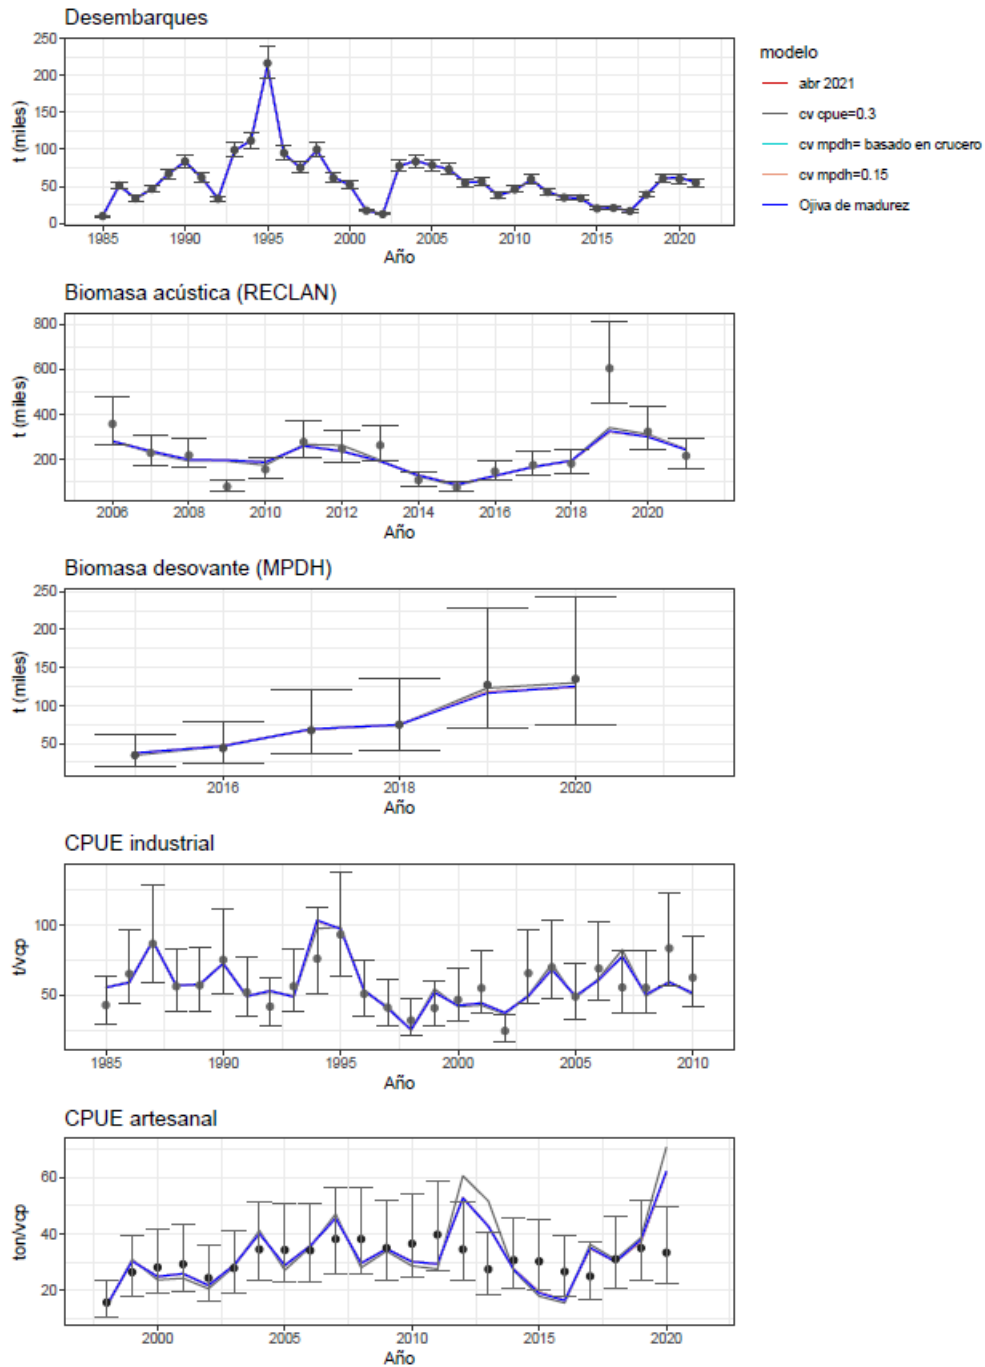 Desembarques
250
200
150
100
50
0
t (miles)
1985 1990 1995 2000 2005 2010 2015 2020
Año
modelo
abr 2021
cv cpue=0.3
cv mpdh= basado en crucero
cv mpdh=0.15
Ojiva de madurez
Biomasa acústica (RECLAN)
800
600
400
200
t (miles)
2006 2008 2010 2012 2014 2016 2018 2020
Año
Biomasa desovante (MPDH)
250
200
150
100
50
t (miles)
2016 2018 2020
Año
CPUE industrial
100
50
t/vcp
1985 1990 1995 2000 2005 2010
Año
CPUE artesanal
60
40
20
ton/vcp
2000 2005 2010 2015 2020
Año